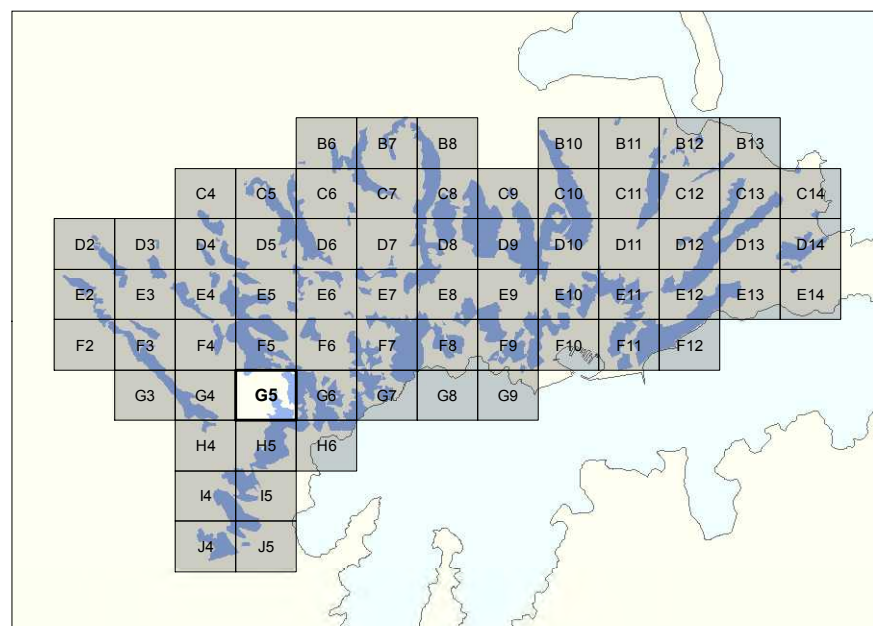 B6 B7 B8 B10 B11 B12 B13
C4 C5 C6 C7 C8 C9 C10 C11 C12 C13 C14
D2 D3 D4 D5 D6 D7 D8 D9 D10 D11 D12 D13 D14
E2 E3 E4 E5 E6 E7 E8 E9 E10 E11 E12 E13 E14
F2 F3 F4 F5 F6 F7 F8 F9 F10 F11 F12
G3 G4 G5 G6 G7 G8 G9
H4 H5 H6
I4 I5
J4 J5